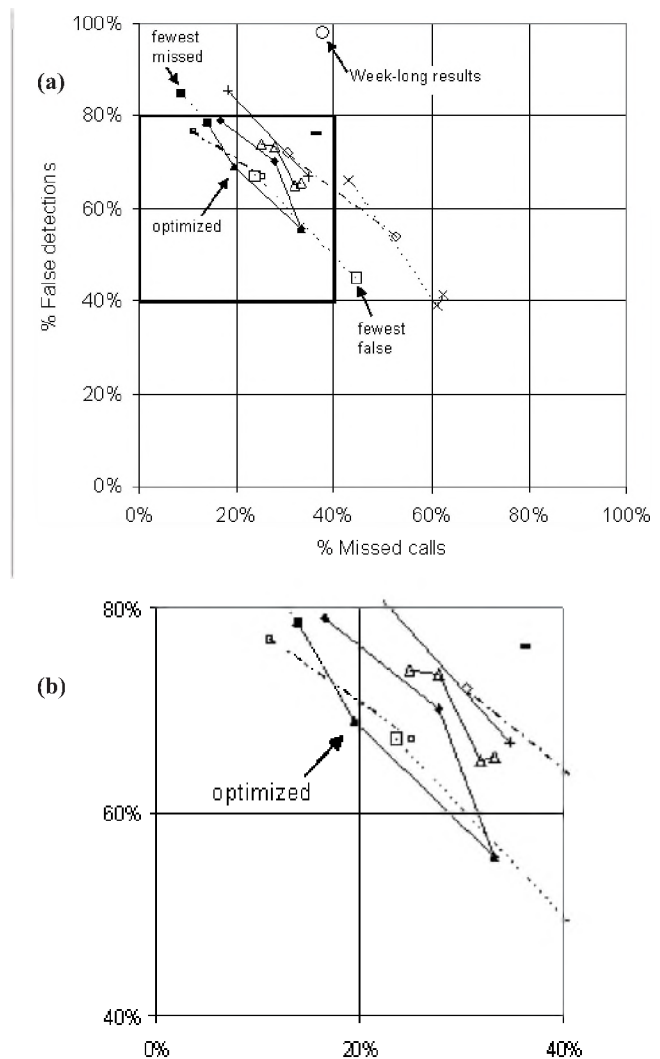 100%
fewest
missed
(a)
Week-long results
80%
60%
optimized
% False detections
40%
fewest
false
20%
0%
0%
20%
40%
60%
80%
100%
% Missed calls
80%
(b)
optimized
60%
40%
0%
20%
40%